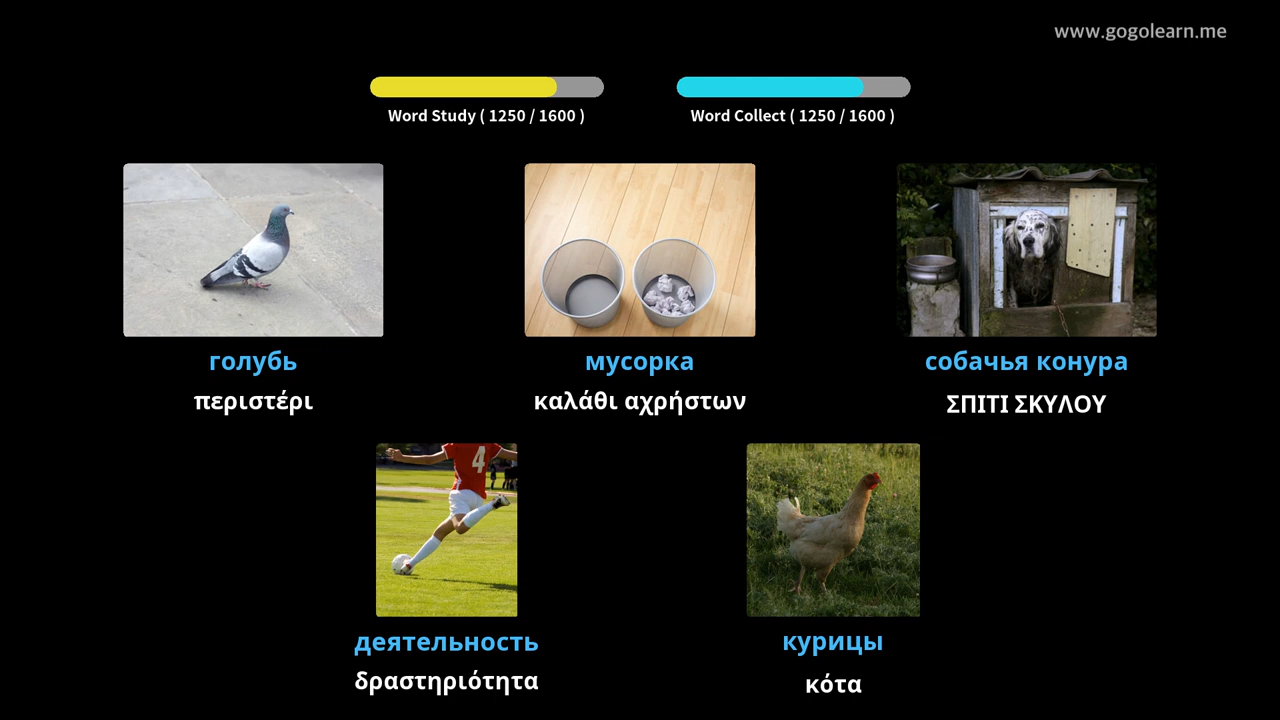 www.gogolearn.me
Word Study ( 1250 / 1600 )
Word Collect ( 1250 / 1600 )
голубь
περιστέρι
мусорка
καλάθι αχρήστων
собачья конура
ΣΠΙΤΙ ΣΚΥΛΟΥ
4
деятельность
δραστηριότητα
курицы
κότα